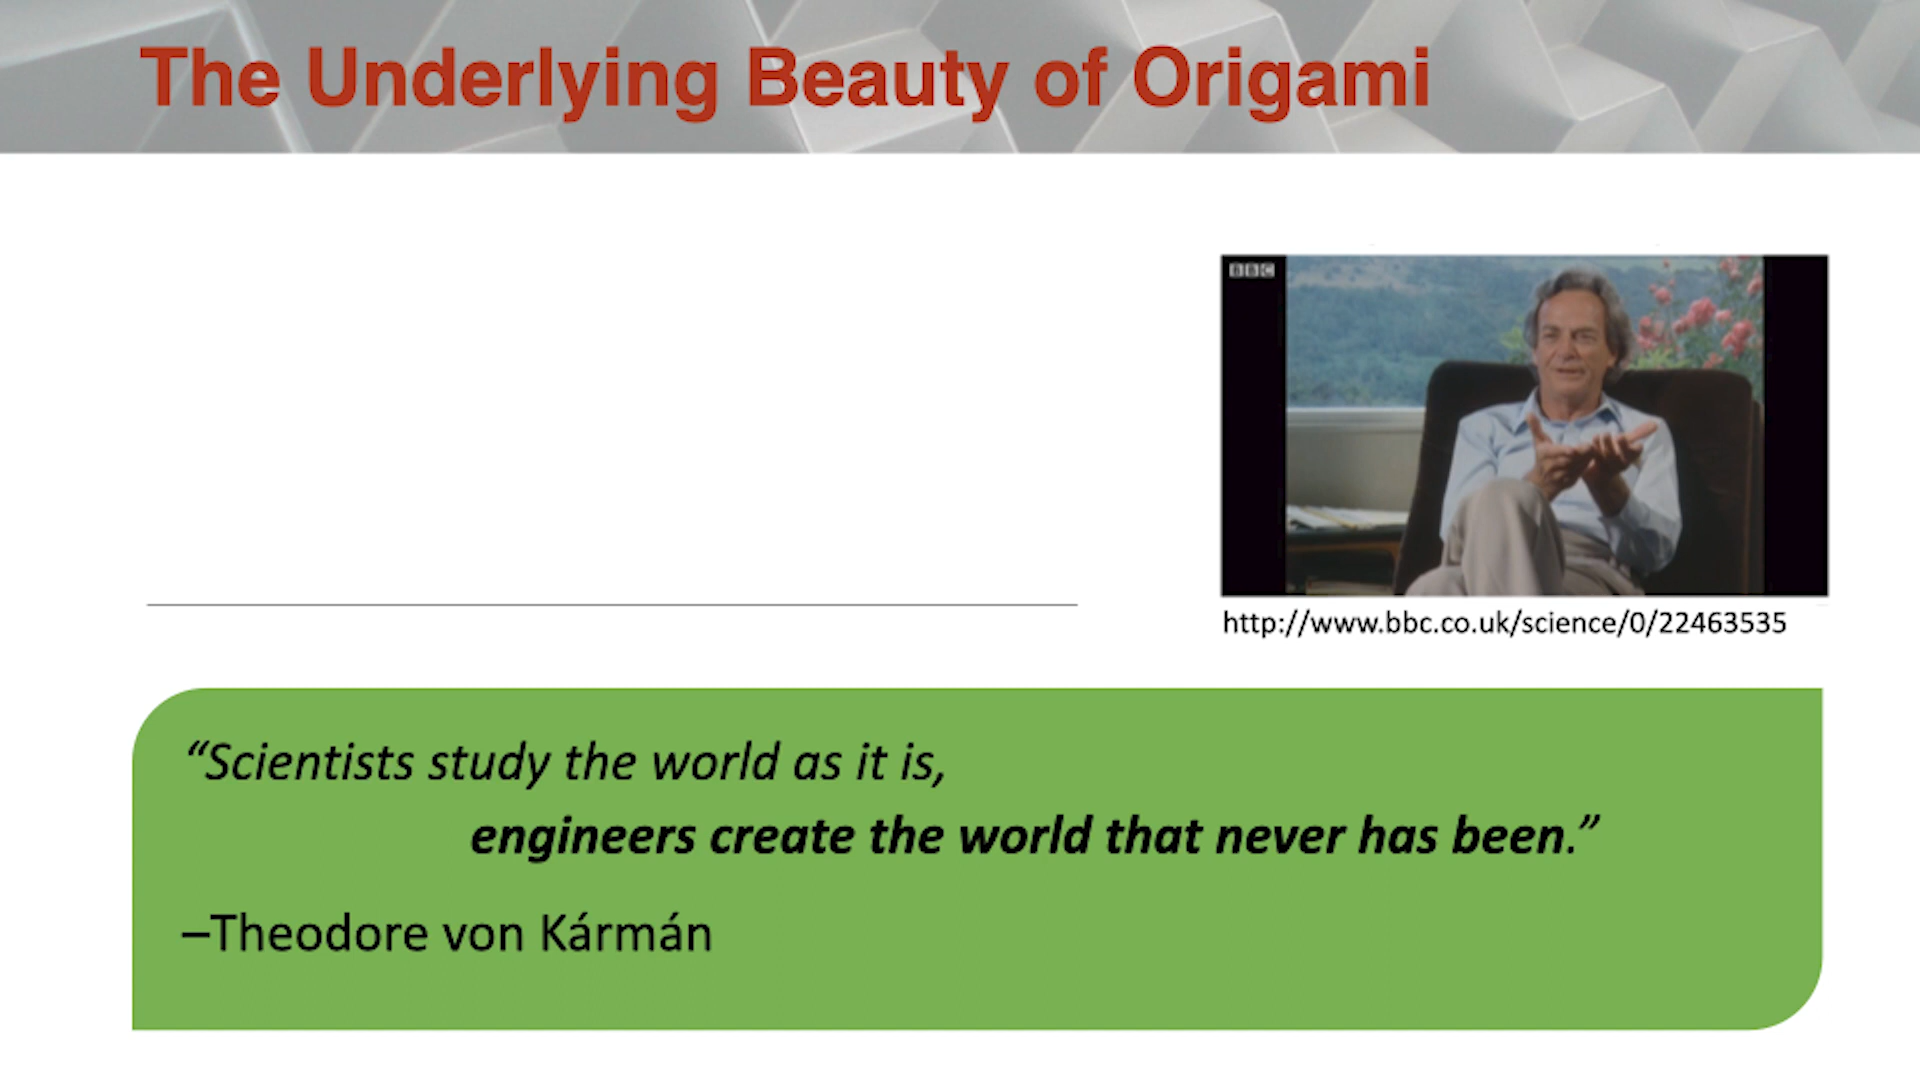 The Underlying Beauty of Origami
BBC
http://www.bbc.co.uk/science/0/22463535
“Scientists study the world as it is,
engineers create the world that never has been.”
–Theodore von Kármán